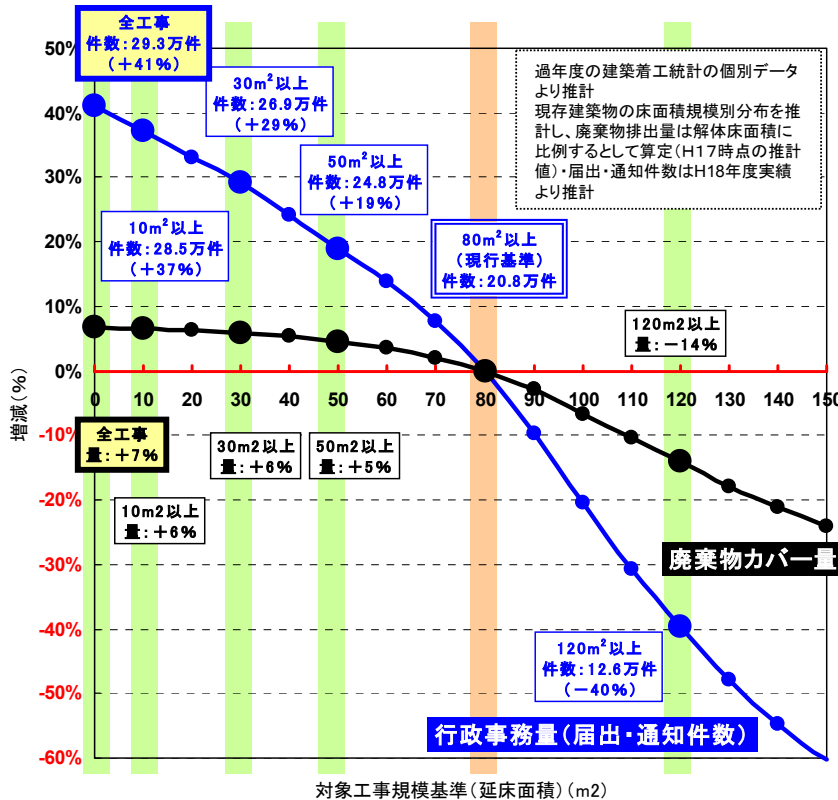 全工事
件数:29.3万件
(+41%)
30m²以上
件数:26.9万件
(+29%)
50m²以上
件数:24.8万件
(+19%)
10m²以上
件数:28.5万件
(+37%)
80m²以上
(現行基準)
件数:20.8万件
過年度の建築着工統計の個別データ
より推計
現存建築物の床面積規模別分布を推
計し、廃棄物排出量は解体床面積に
比例するとして算定(H17時点の推計
値)・届出・通知件数はH18年度実績
より推計
120m2以上
量:-14%
全工事
量:+7%
10m2以上
量:+6%
30m2以上
量:+6%
50m2以上
量:+5%
廃棄物カバー量
120m²以上
件数:12.6万件
(-40%)
行政事務量(届出・通知件数)
増減(%)
50%
40%
30%
20%
10%
0%
-10%
-20%
-30%
-40%
-50%
-60%
0 10 20 30 40 50 60 70 80 90 100 110 120 130 140 150
対象工事規模基準(延床面積)(m2)